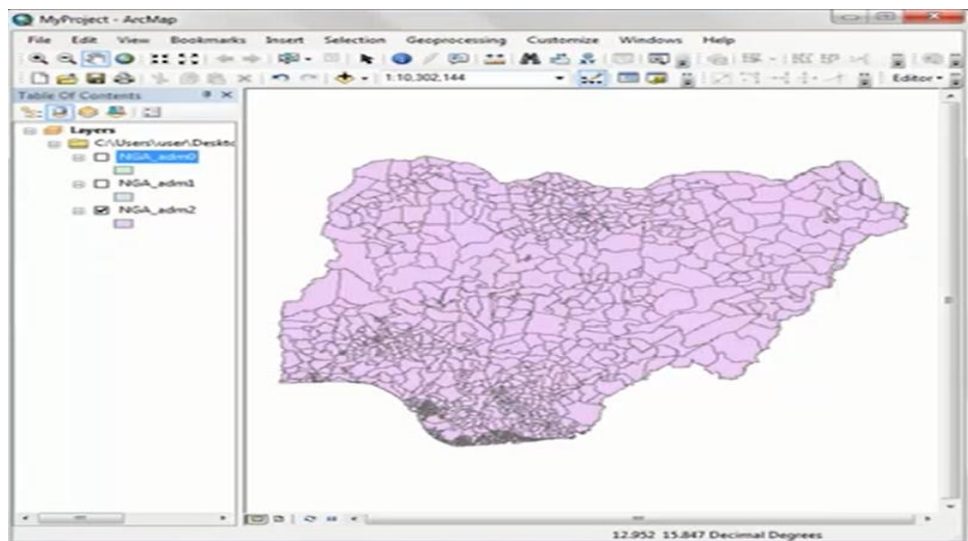 MyProject - ArcMap
File Edit View Bookmarks Insert Selection Geoprocessing Customize Windows Help
1:10,302,144
Editor
Table Of Contents
Layers
C:\Users\user\Deskto
NGA_adm0
NGA_adm1
NGA_adm2
12.952 15.847 Decimal Degrees